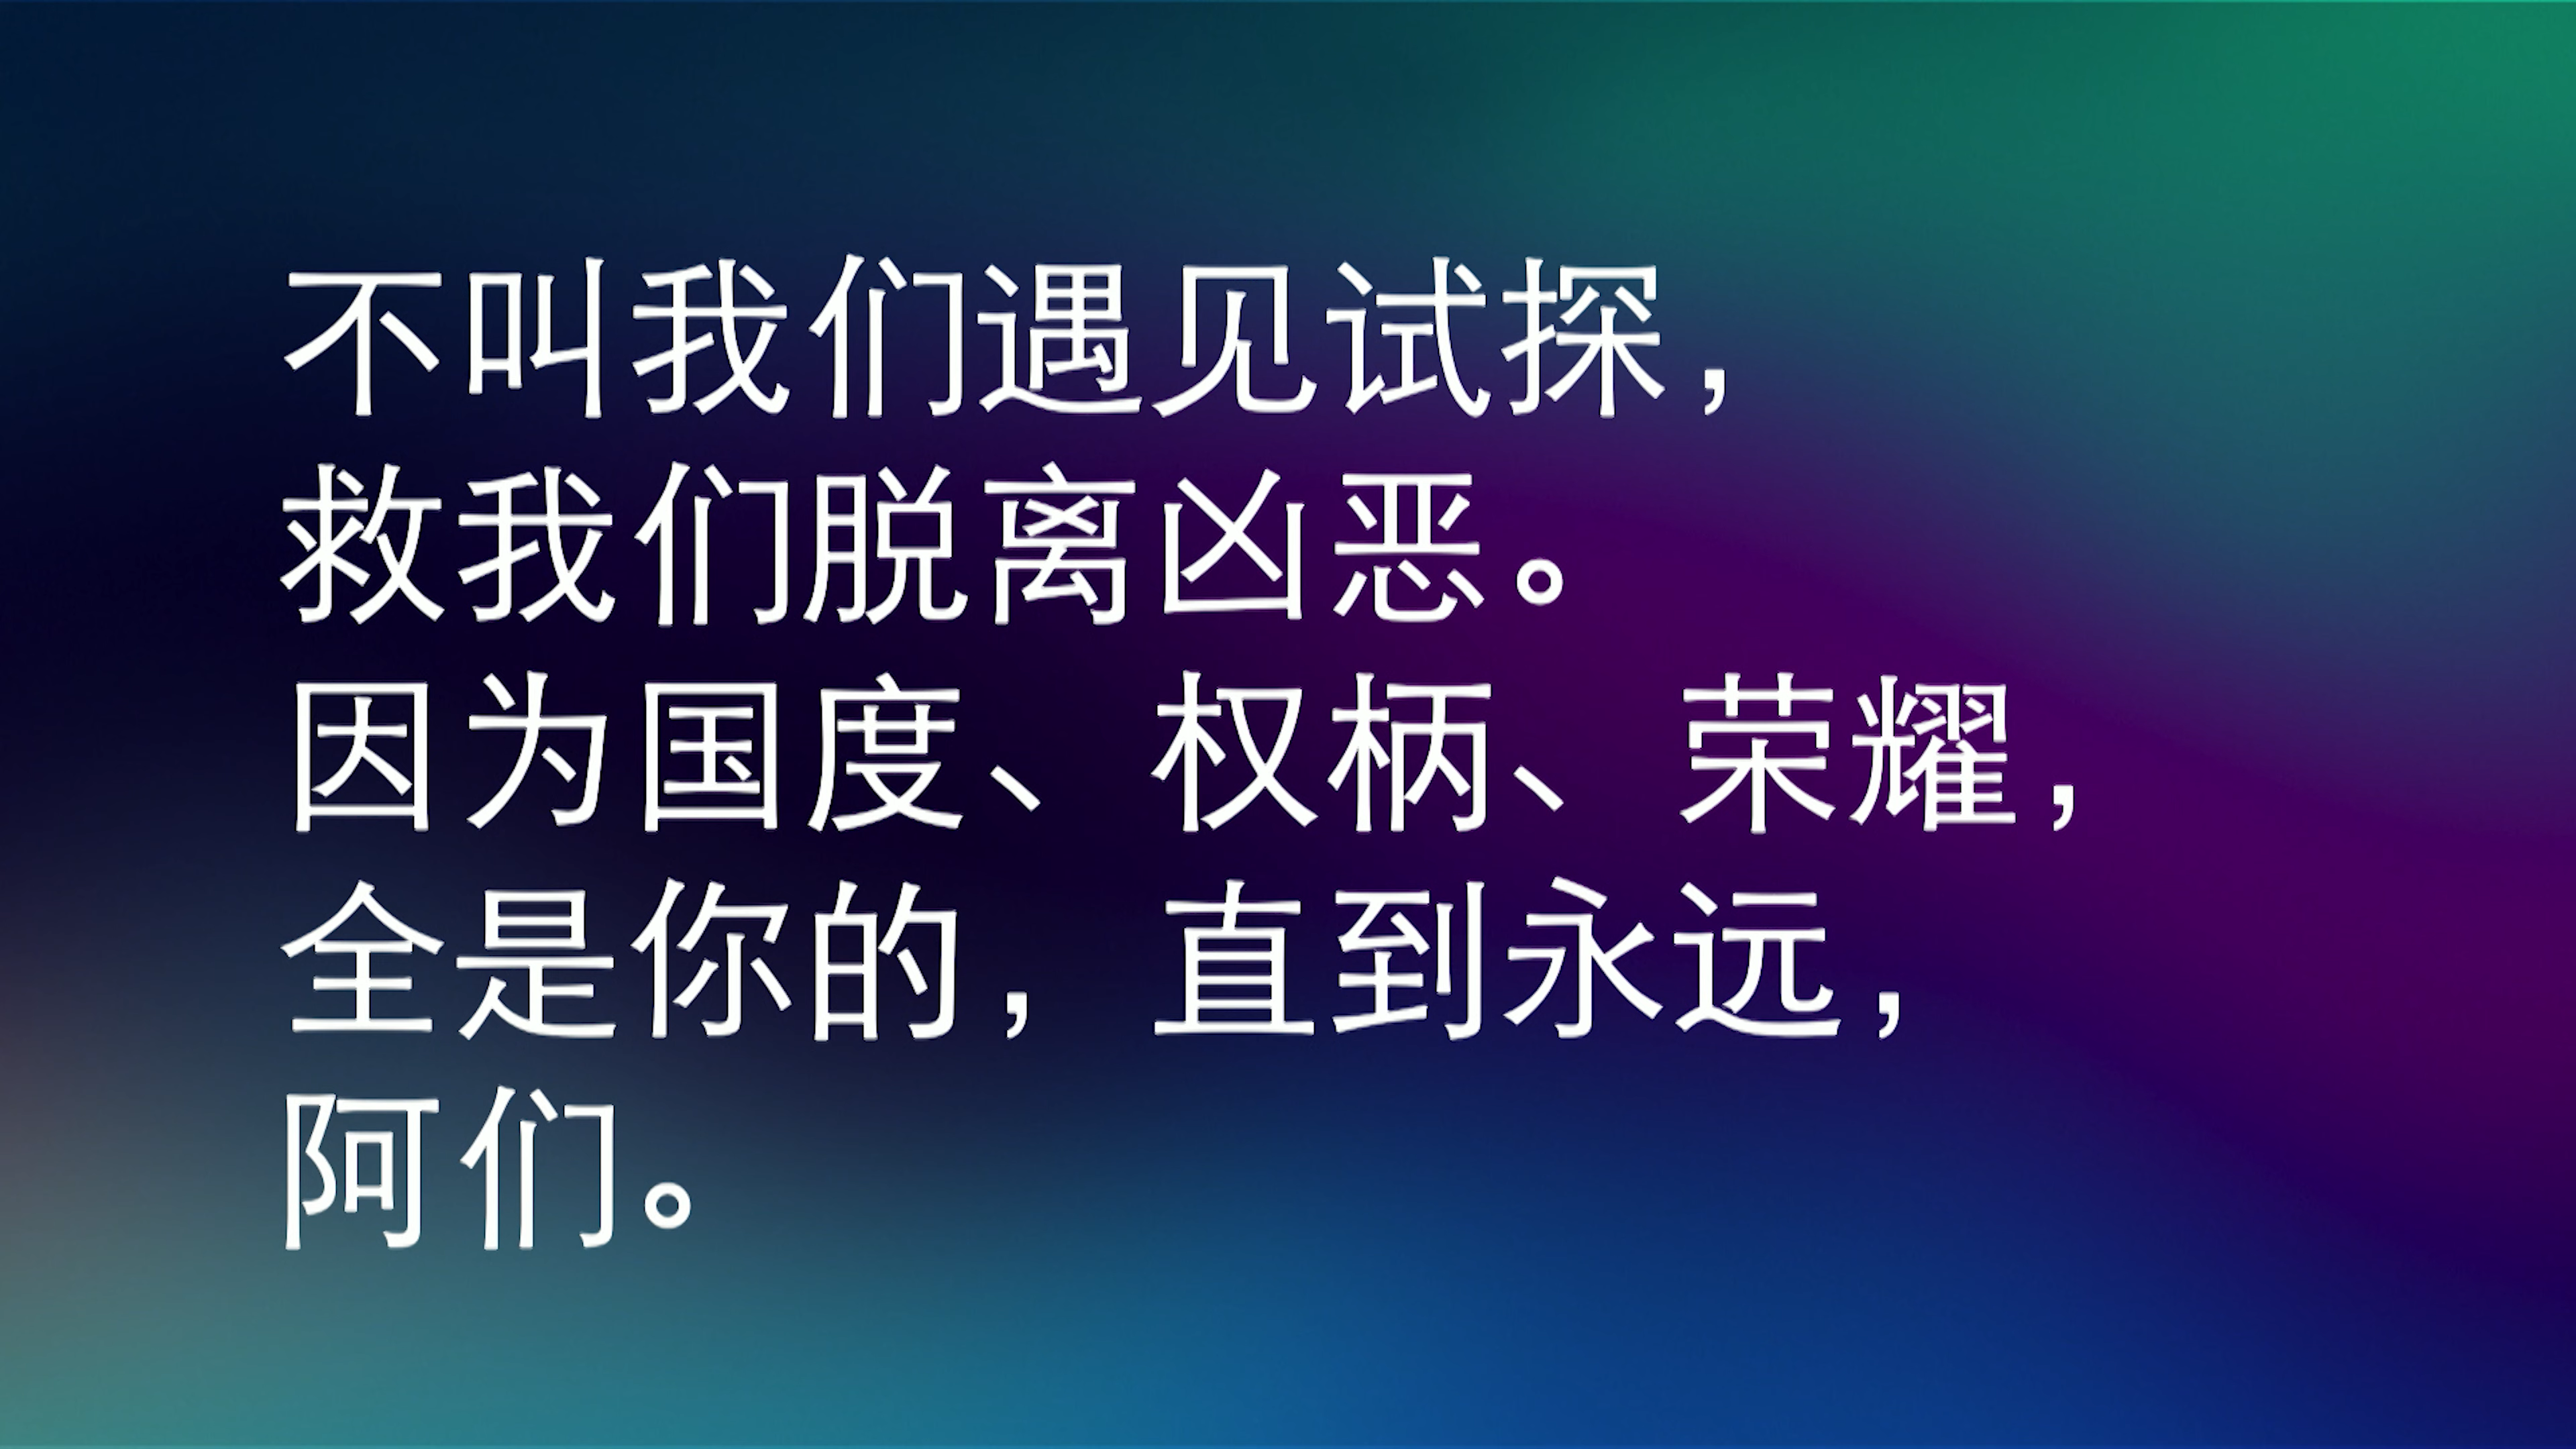 不叫我们遇见试探，
救我们脱离凶恶。
因为国度、权柄、荣耀，
全是你的，直到永远，
阿们。